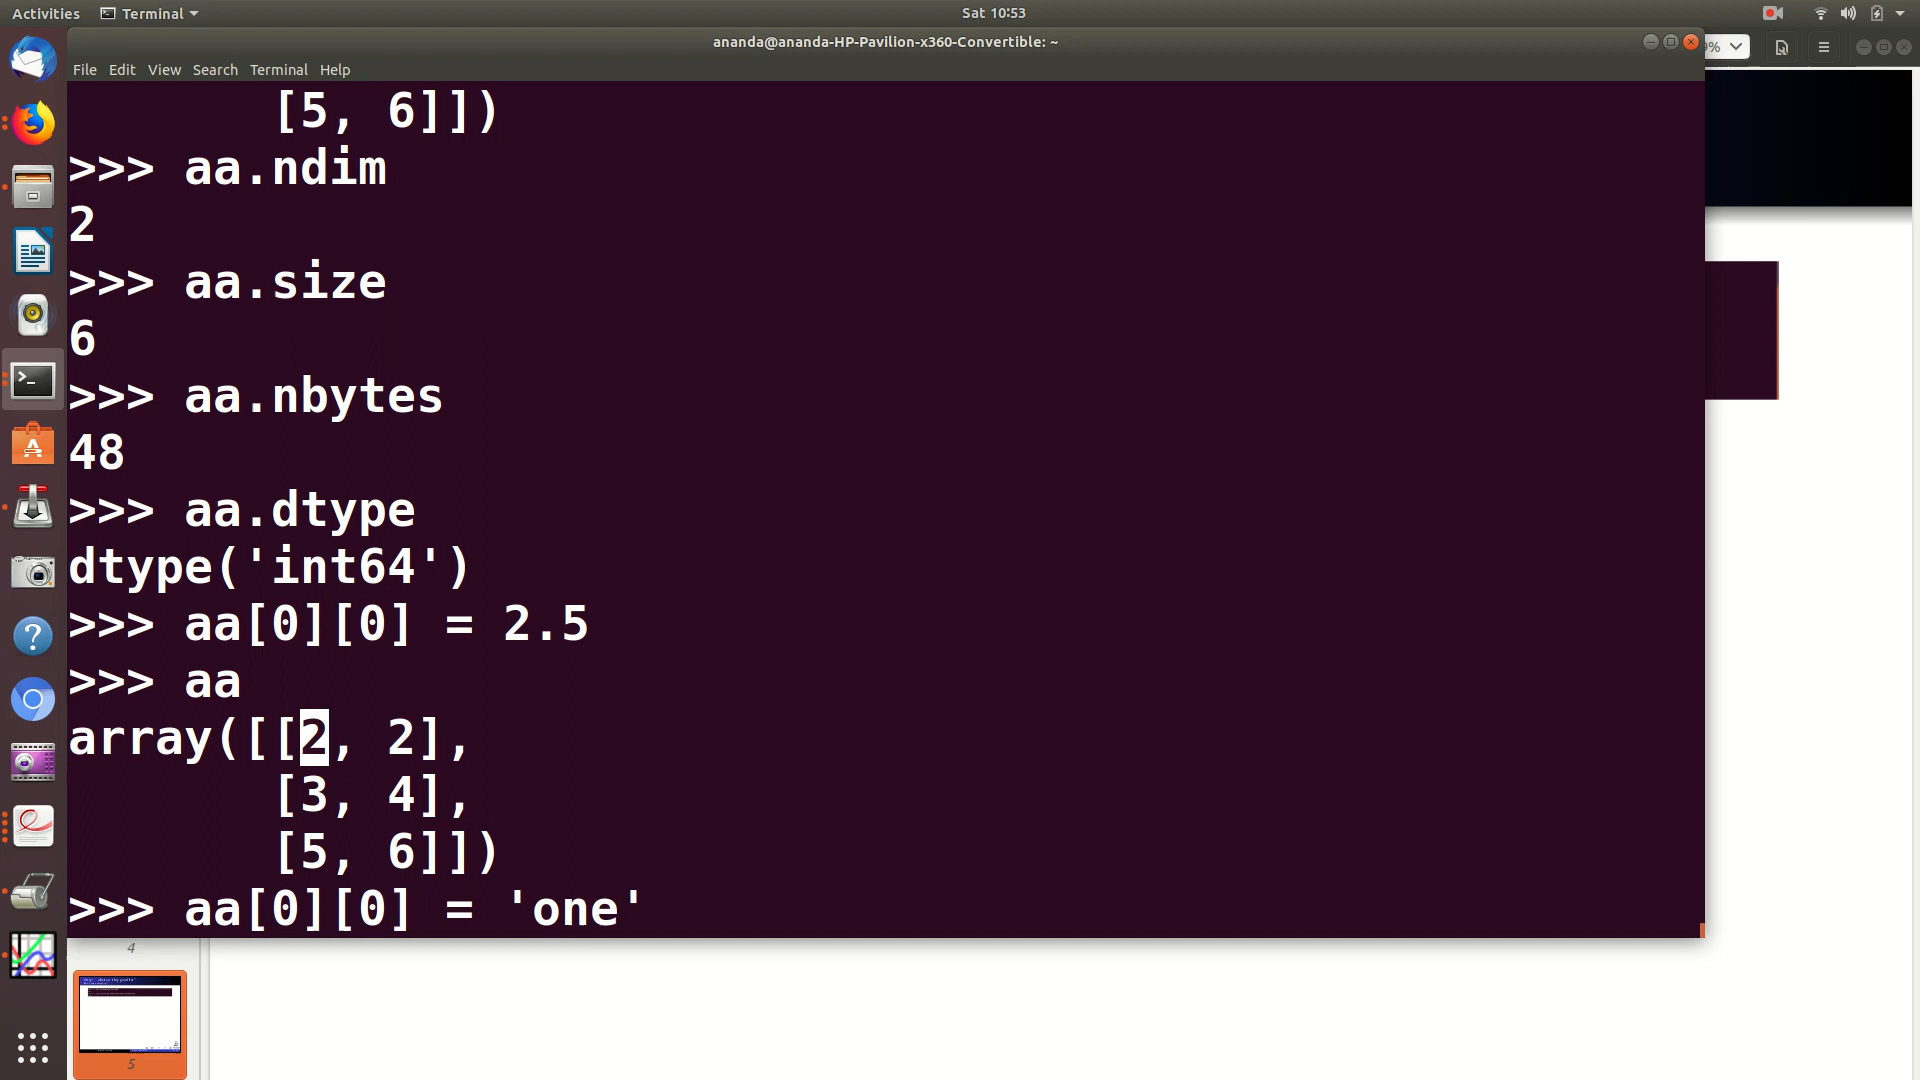 Activities Terminal Sat 10:53
ananda@ananda-HP-Pavilion-x360-Convertible: ~
%
File Edit View Search Terminal Help
[5, 6]])
>>> aa.ndim
2
>>> aa.size
6
>>> aa.nbytes
48
>>> aa.dtype
dtype('int64')
>>> aa[0][0] = 2.5
>>> aa
array([[2, 2],
[3, 4],
[5, 6]])
>>> aa[0][0] = 'one'
4
5